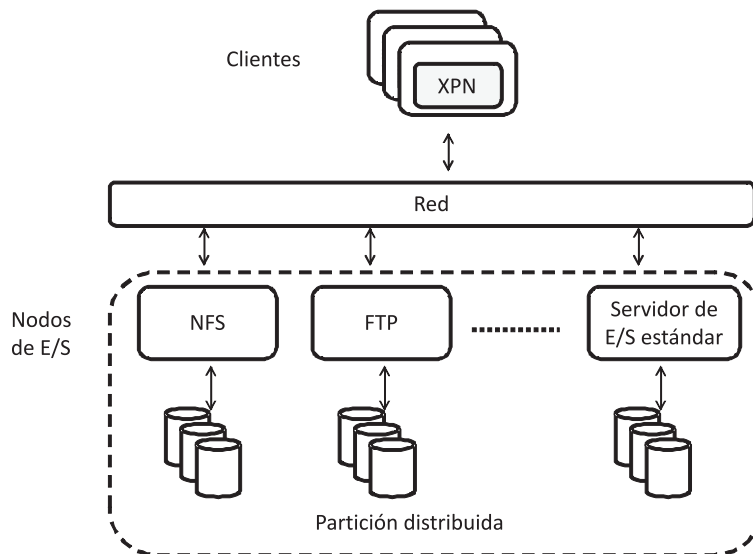 Clientes
XPN
Red
Nodos
de E/S
NFS
FTP
Servidor de
E/S estándar
Partición distribuida